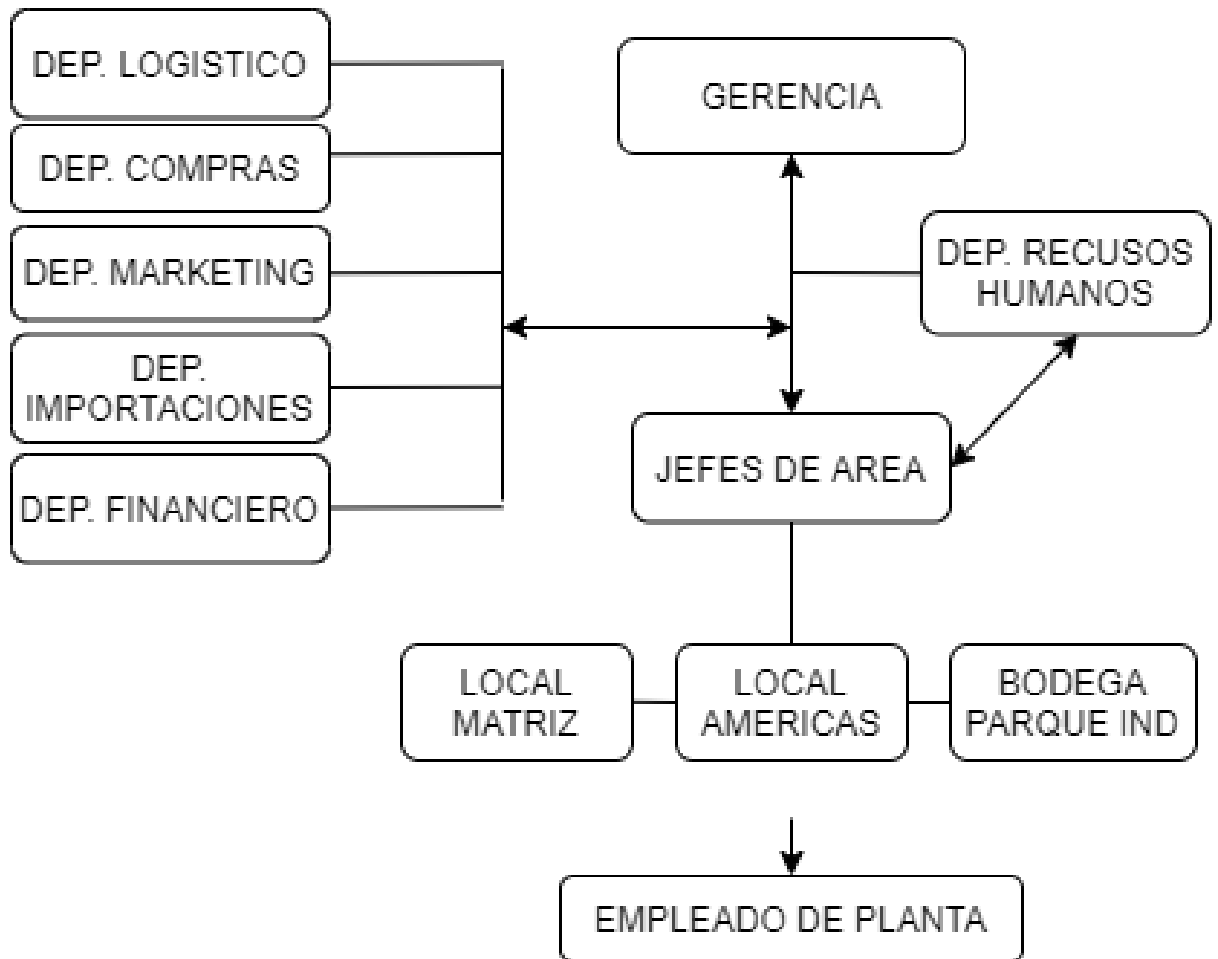 DEP. LOGISTICO
DEP. COMPRAS
DEP. MARKETING
DEP.
IMPORTACIONES
DEP. FINANCIERO
GERENCIA
DEP. RECUSOS
HUMANOS
JEFES DE AREA
LOCAL
MATRIZ
LOCAL
AMERICAS
BODEGA
PARQUE IND
EMPLEADO DE PLANTA